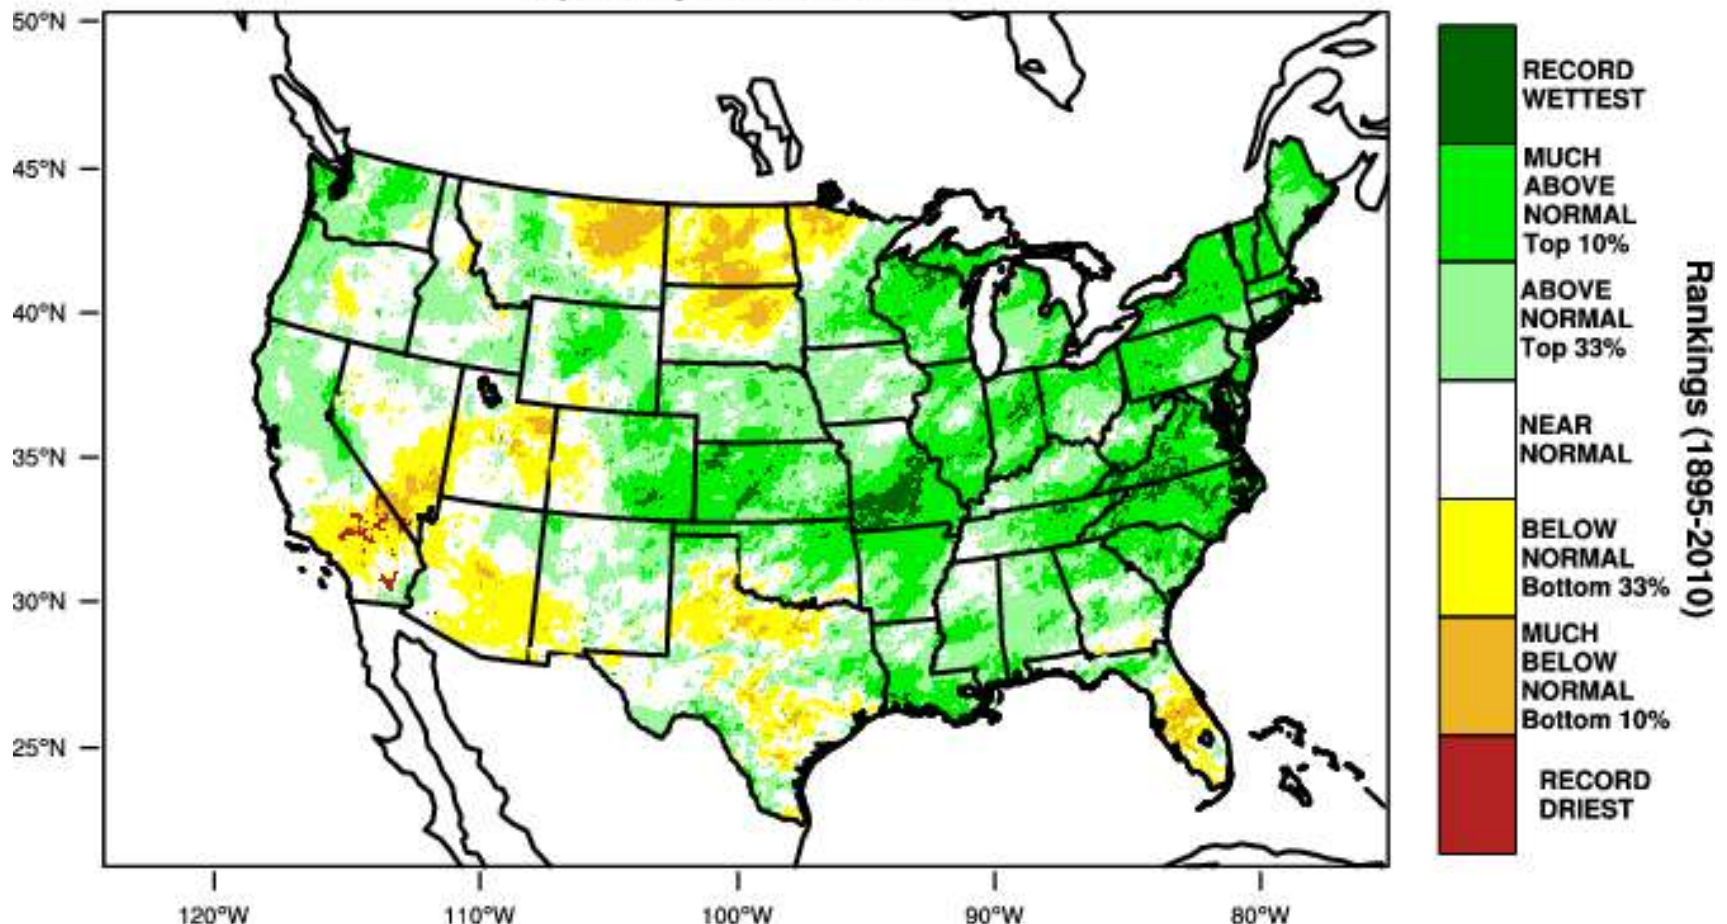 50°N
45°N
40°N
35°N
30°N
25°N
120°W
110°W
100°W
90°W
80°W
RECORD
WETTEST
MUCH
ABOVE
NORMAL
Top 10%
ABOVE
NORMAL
Top 33%
NEAR
NORMAL
BELOW
NORMAL
Bottom 33%
MUCH
BELOW
NORMAL
Bottom 10%
RECORD
DRIEST
Rankings (1895-2010)